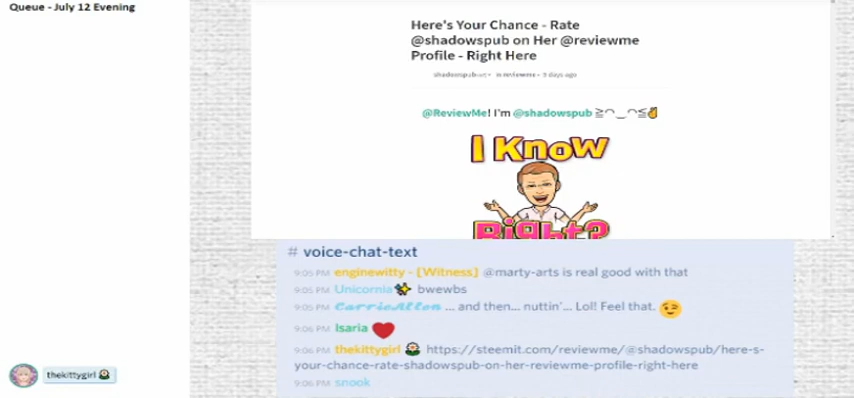 Queue - July 12 Evening
Here's Your Chance - Rate
@shadowspub on Her @reviewme
Profile - Right Here
shadowspub • in reviewme • 9 days ago
@ReviewMe! I'm @shadowspub ≧◠‿◠≦✌
I Know
Right?
# voice-chat-text
9:05 PM enginewitty - [Witness] @marty-arts is real good with that
9:05 PM Unicornia✨ bwewbs
9:05 PM CarrieAllen ... and then... nuttin'... Lol! Feel that. 😉
9:06 PM Isaria ❤
9:06 PM thekittygirl https://steemit.com/reviewme/@shadowspub/here-s-
your-chance-rate-shadowspub-on-her-reviewme-profile-right-here
9:06 PM snook
thekittygirl